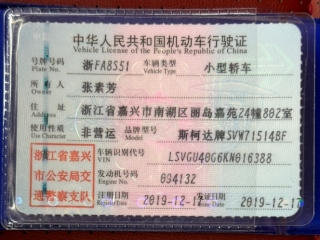 中华人民共和国机动车行驶证
Vehicle License of the People's Republic of China
号牌号码 浙FA8S51 车辆类型 小型轿车
Plate No. Vehicle Type
所有人 张素芳
Owner
住址 浙江省嘉兴市南湖区丽岛嘉苑24幢802室
Address
使用性质 非营运 品牌型号 斯柯达牌SVW71514BF
Use Character Model
浙江省嘉兴
市公安局交
通警察支队
车辆识别代号 LSVGU40G6KN016388
VIN
发动机号码 094132
Engine No.
注册日期 2019-12-1 发证日期 2019-12-
Register Date Issue Date